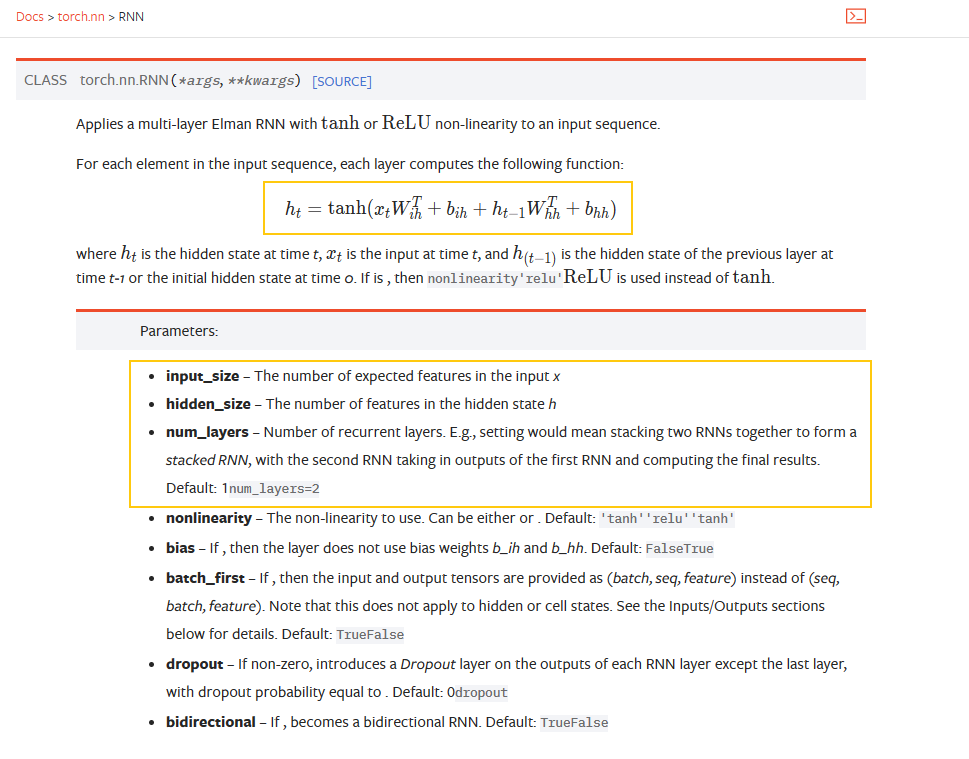 Docs > torch.nn > RNN
>_
CLASS torch.nn.RNN(*args, **kwargs) [SOURCE]
Applies a multi-layer Elman RNN with tanh or ReLU non-linearity to an input sequence.
For each element in the input sequence, each layer computes the following function:
h_t = tanh(x_t W_{ih}^T + b_{ih} + h_{t−1} W_{hh}^T + b_{hh})
where h_t is the hidden state at time t, x_t is the input at time t, and h_{(t−1)} is the hidden state of the previous layer at
time t-1 or the initial hidden state at time 0. If is , then nonlinearity'relu'ReLU is used instead of tanh.
Parameters:
• input_size – The number of expected features in the input x
• hidden_size – The number of features in the hidden state h
• num_layers – Number of recurrent layers. E.g., setting would mean stacking two RNNs together to form a
stacked RNN, with the second RNN taking in outputs of the first RNN and computing the final results.
Default: 1num_layers=2
• nonlinearity – The non-linearity to use. Can be either or . Default: 'tanh''relu''tanh'
• bias – If , then the layer does not use bias weights b_ih and b_hh. Default: FalseTrue
• batch_first – If , then the input and output tensors are provided as (batch, seq, feature) instead of (seq,
batch, feature). Note that this does not apply to hidden or cell states. See the Inputs/Outputs sections
below for details. Default: TrueFalse
• dropout – If non-zero, introduces a Dropout layer on the outputs of each RNN layer except the last layer,
with dropout probability equal to . Default: 0dropout
• bidirectional – If , becomes a bidirectional RNN. Default: TrueFalse